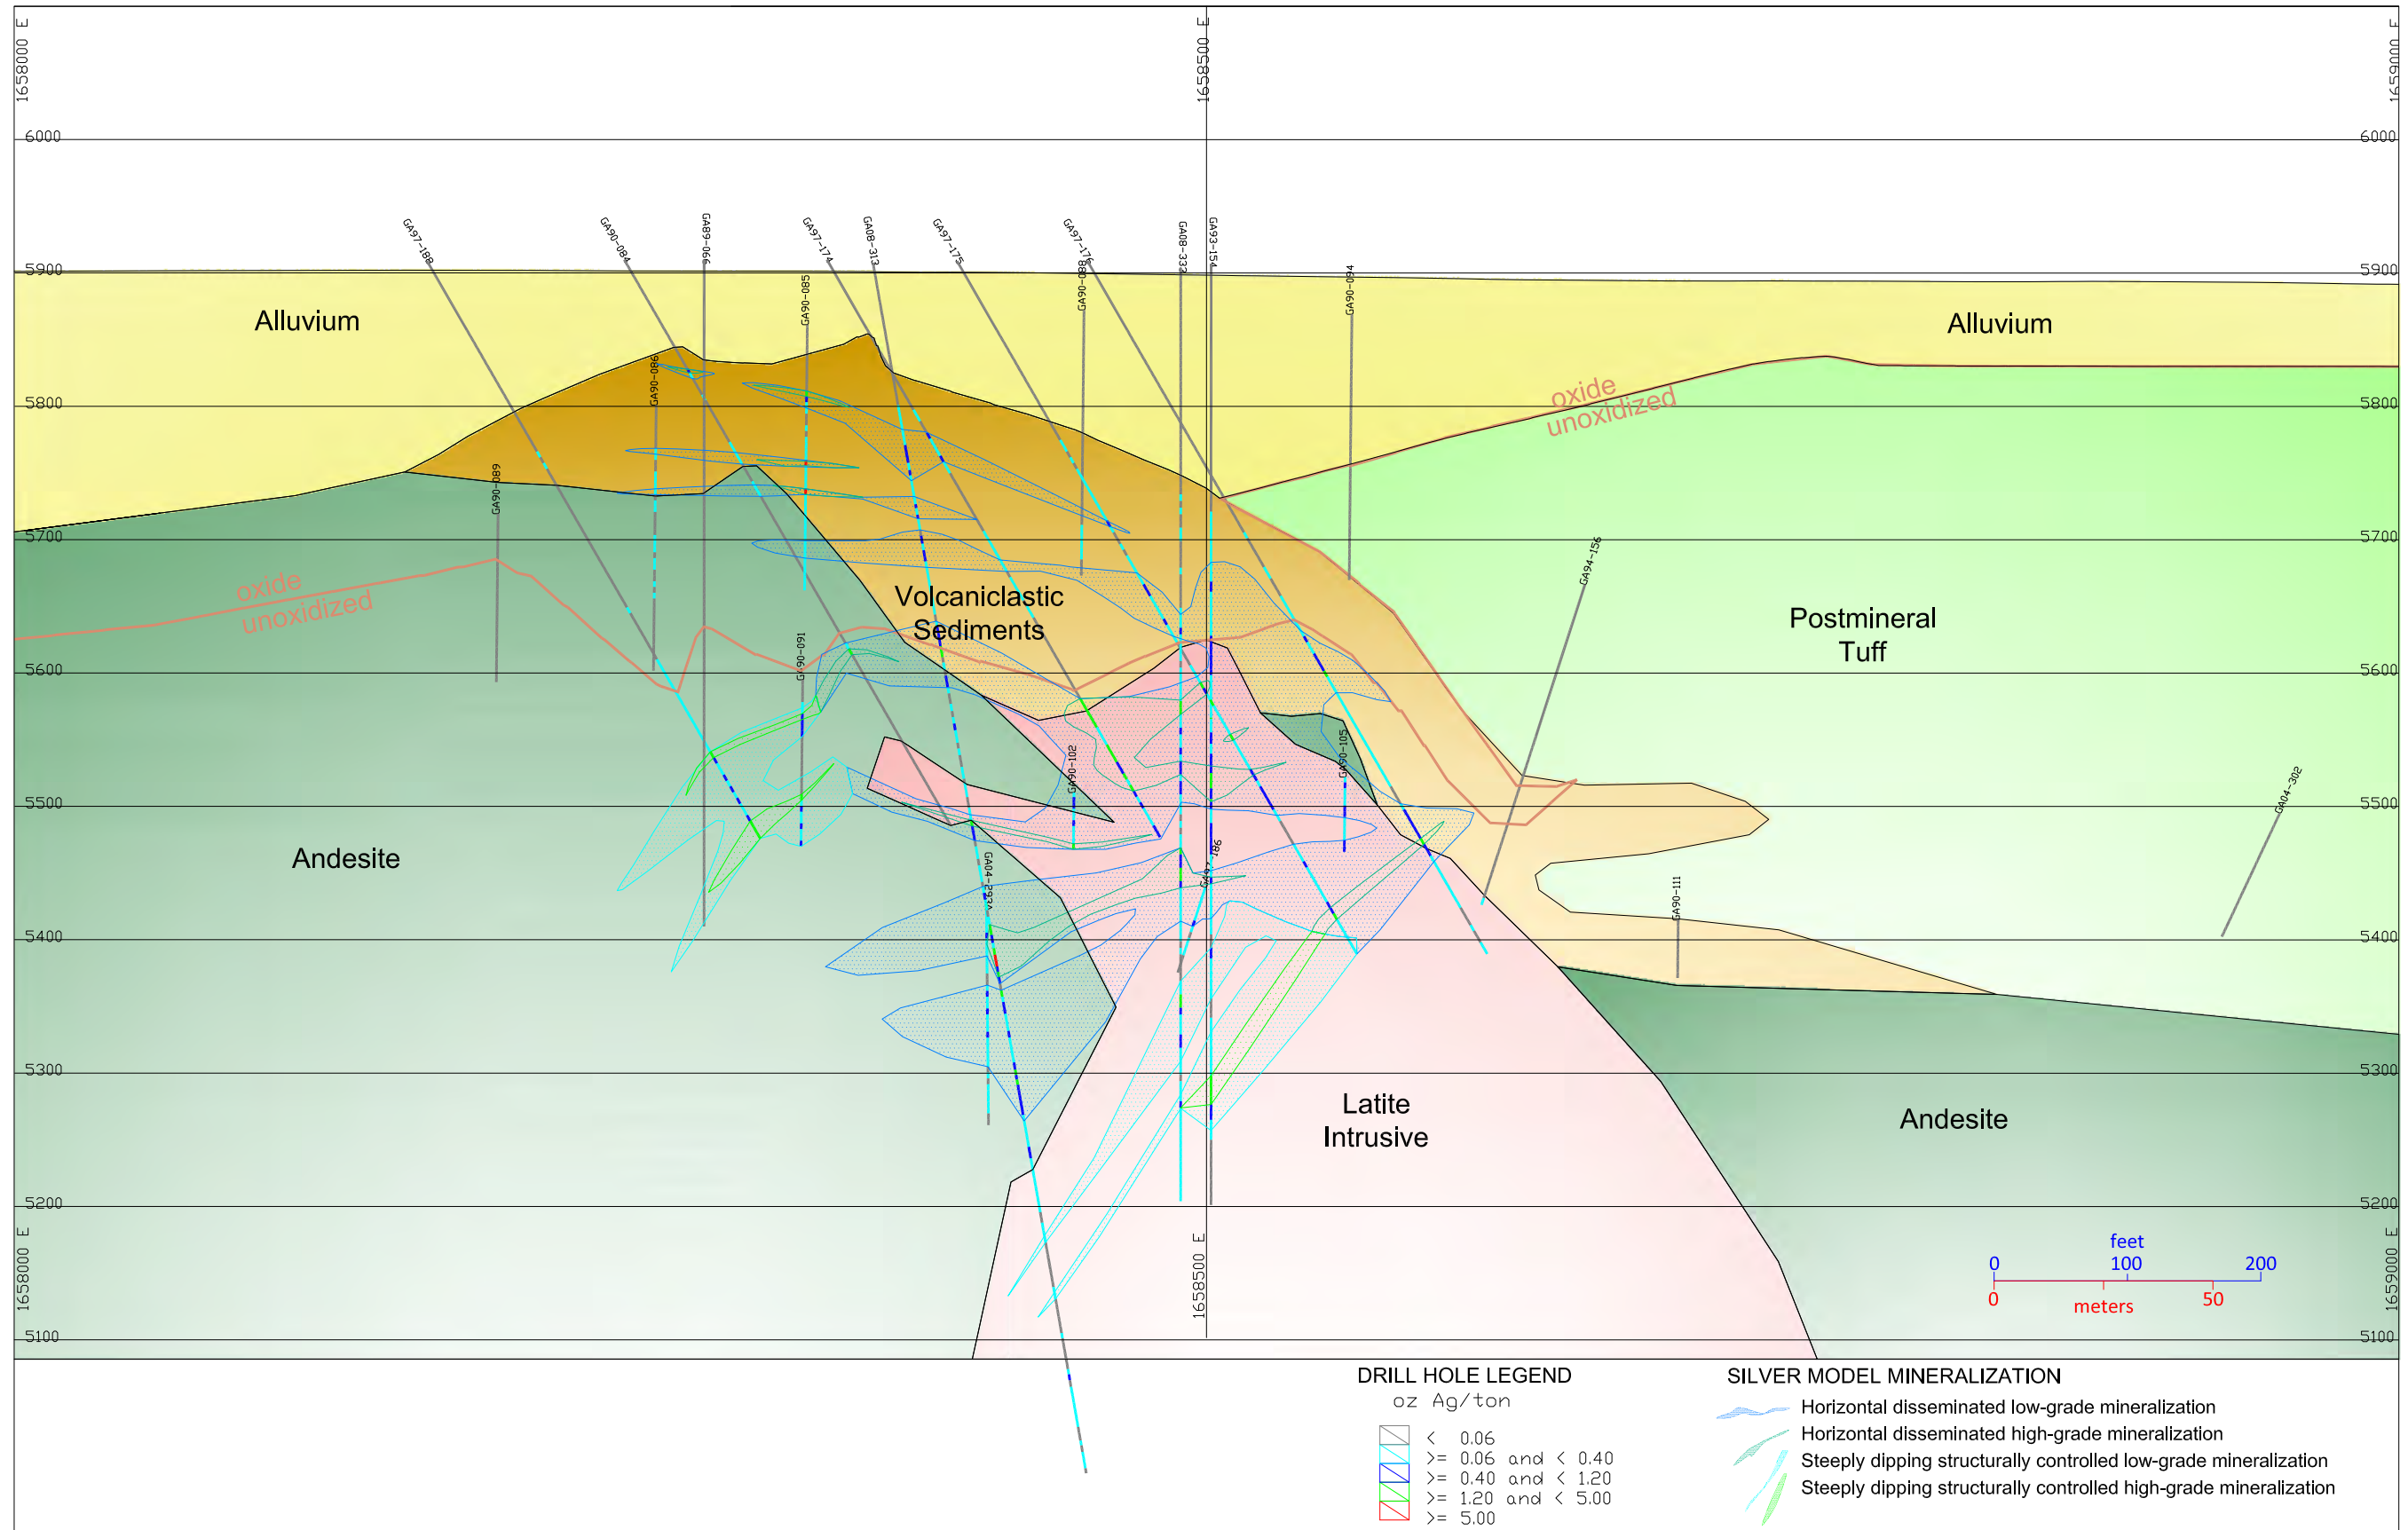 1658000 E
1658500 E
1659000 E
6000
6000
GA97-188
GA90-084
GA89-066
GA97-174
GA08-313
GA97-175
GA97-176
GA08-332
GA93-154
5900
5900
GA90-085
GA90-088
GA90-094
Alluvium
Alluvium
GA90-086
oxide
unoxidized
5800
5800
GA90-089
5700
5700
GA94-156
oxide
unoxidized
Volcaniclastic
Sediments
Postmineral
Tuff
GA90-091
5600
5600
GA90-102
GA90-105
GA04-302
5500
5500
Andesite
GA04-293A
GA97-186
GA90-111
5400
5400
5300
5300
Latite
Intrusive
Andesite
5200
5200
1658000 E
1658500 E
1659000 E
feet
0 100 200
0 meters 50
5100
5100
DRILL HOLE LEGEND
oz Ag/ton
< 0.06
>= 0.06 and < 0.40
>= 0.40 and < 1.20
>= 1.20 and < 5.00
>= 5.00
SILVER MODEL MINERALIZATION
Horizontal disseminated low-grade mineralization
Horizontal disseminated high-grade mineralization
Steeply dipping structurally controlled low-grade mineralization
Steeply dipping structurally controlled high-grade mineralization